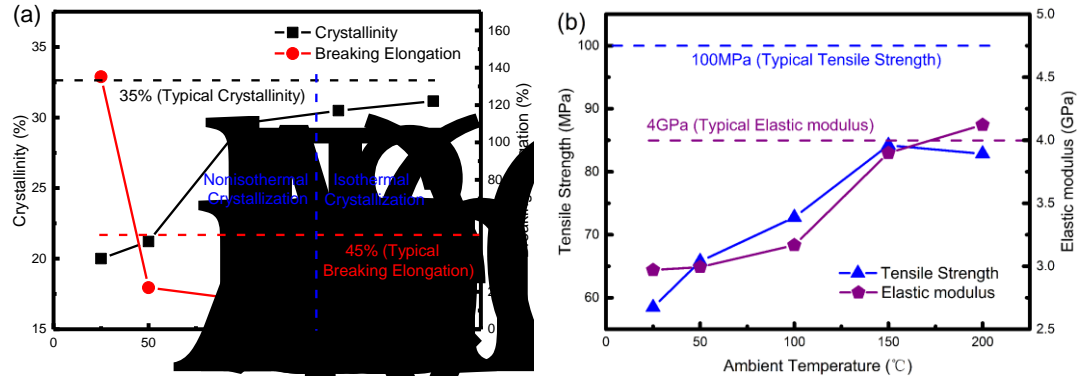 (a)
Crystallinity
Breaking Elongation
35% (Typical Crystallinity)
Nonisothermal
Crystallization
Isothermal
Crystallization
45% (Typical
Breaking Elongation)
Crystallinity (%)
35
30
25
20
15
0
50
160
140
120
100
80
0
(b)
100MPa (Typical Tensile Strength)
4GPa (Typical Elastic modulus)
Tensile Strength
Elastic modulus
Tensile Strength (MPa)
100
90
80
70
60
0
50
100
150
200
Ambient Temperature (℃)
5.0
4.5
4.0
3.5
3.0
2.5
Elastic modulus (GPa)